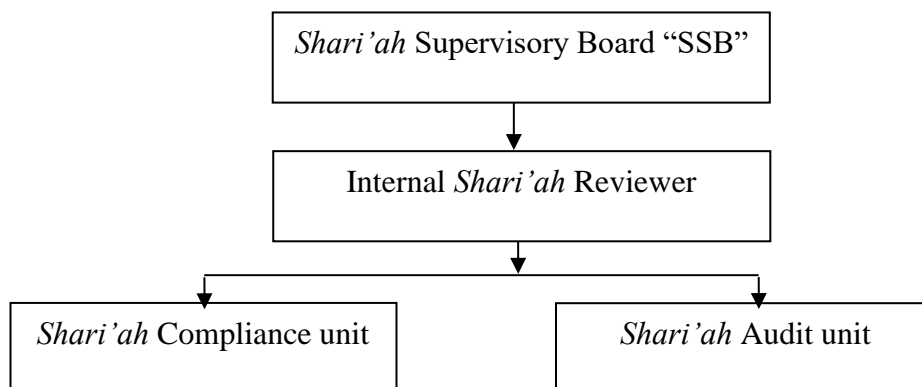 Shari’ah Supervisory Board “SSB”
Internal Shari’ah Reviewer
Shari’ah Compliance unit
Shari’ah Audit unit